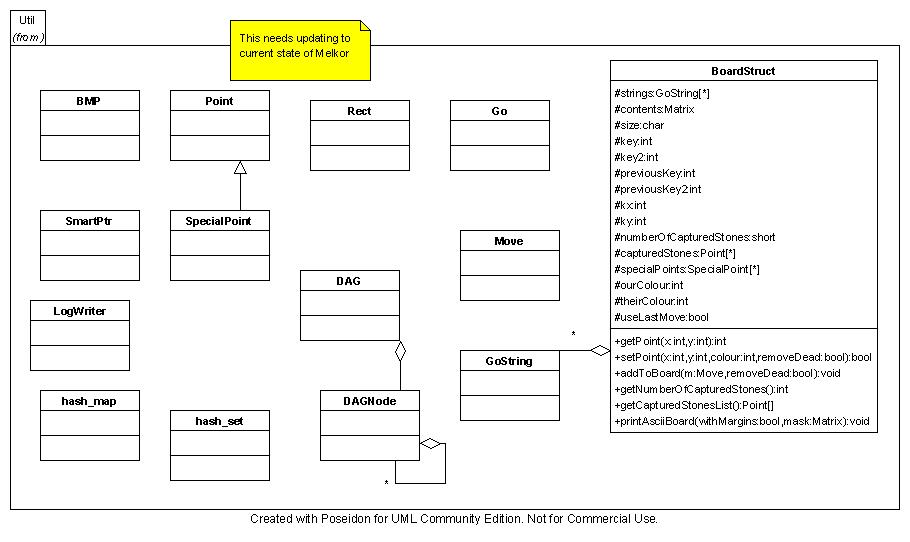 Util
(from )
This needs updating to
current state of Melkor
BMP
Point
Rect
Go
SmartPtr
SpecialPoint
Move
DAG
LogWriter
GoString
*
hash_map
hash_set
DAGNode
*
BoardStruct
#strings:GoString[*]
#contents:Matrix
#size:char
#key:int
#key2:int
#previousKey:int
#previousKey2:int
#kx:int
#ky:int
#numberOfCapturedStones:short
#capturedStones:Point[*]
#specialPoints:SpecialPoint[*]
#ourColour:int
#theirColour:int
#useLastMove:bool
+getPoint(x:int,y:int):int
+setPoint(x:int,y:int,colour:int,removeDead:bool):bool
+addToBoard(m:Move,removeDead:bool):void
+getNumberOfCapturedStones():int
+getCapturedStonesList():Point[]
+printAsciiBoard(withMargins:bool,mask:Matrix):void
Created with Poseidon for UML Community Edition. Not for Commercial Use.